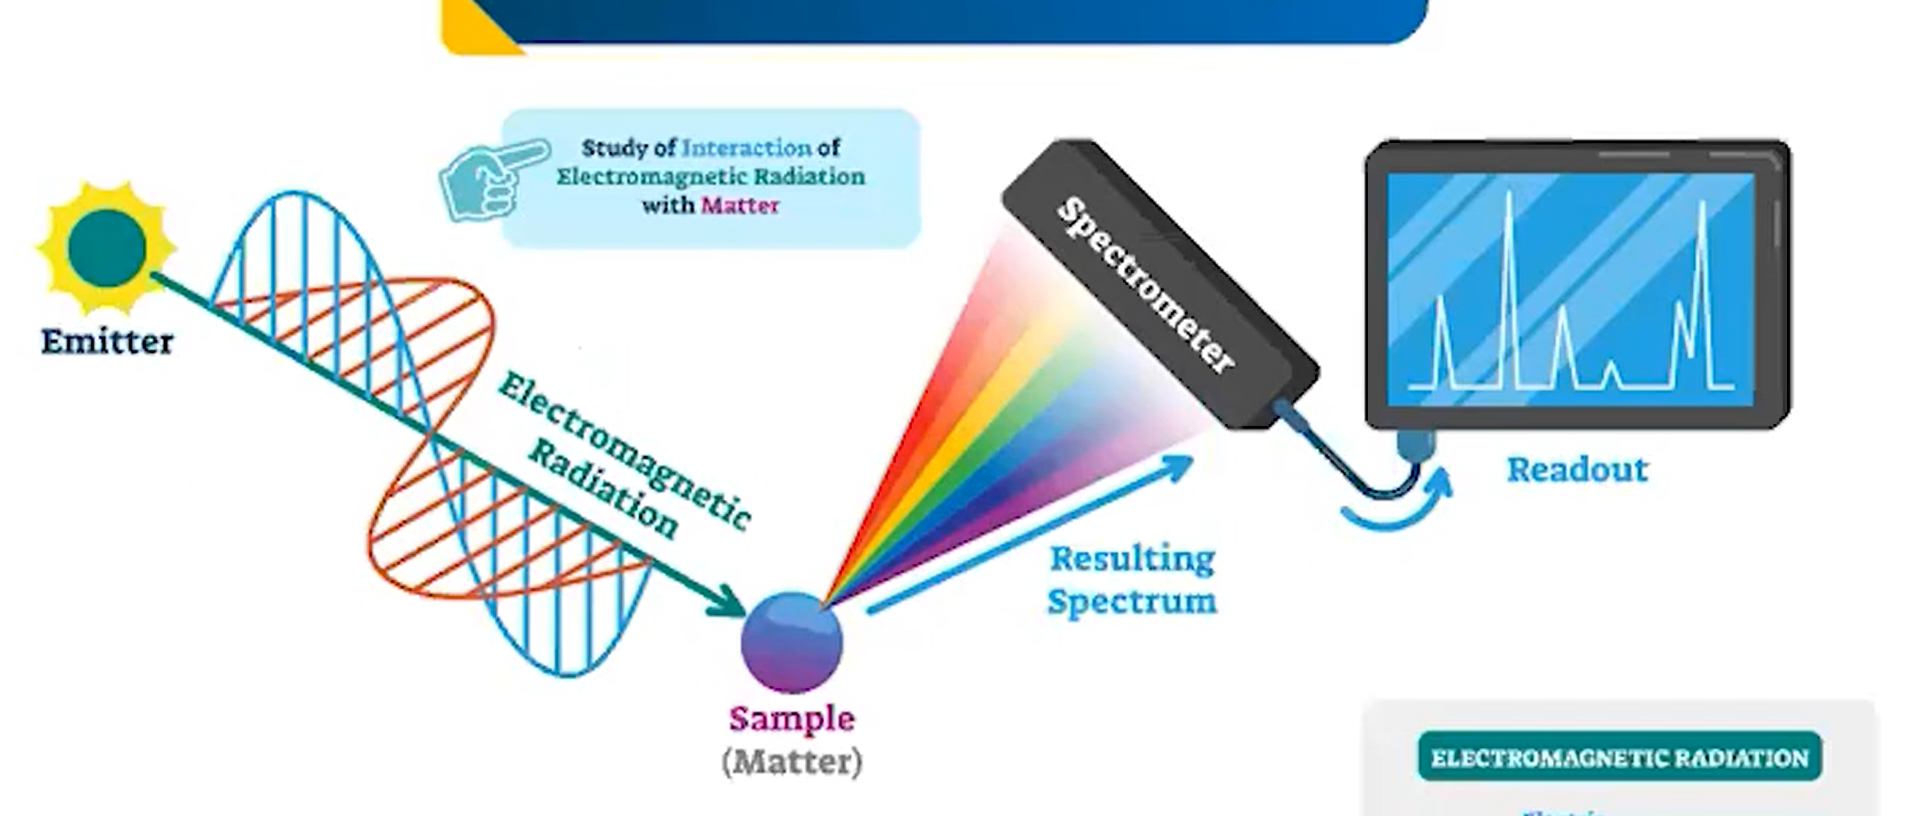 Study of Interaction of
Electromagnetic Radiation
with Matter
Emitter
Electromagnetic
Radiation
Spectrometer
Readout
Resulting
Spectrum
Sample
(Matter)
ELECTROMAGNETIC RADIATION